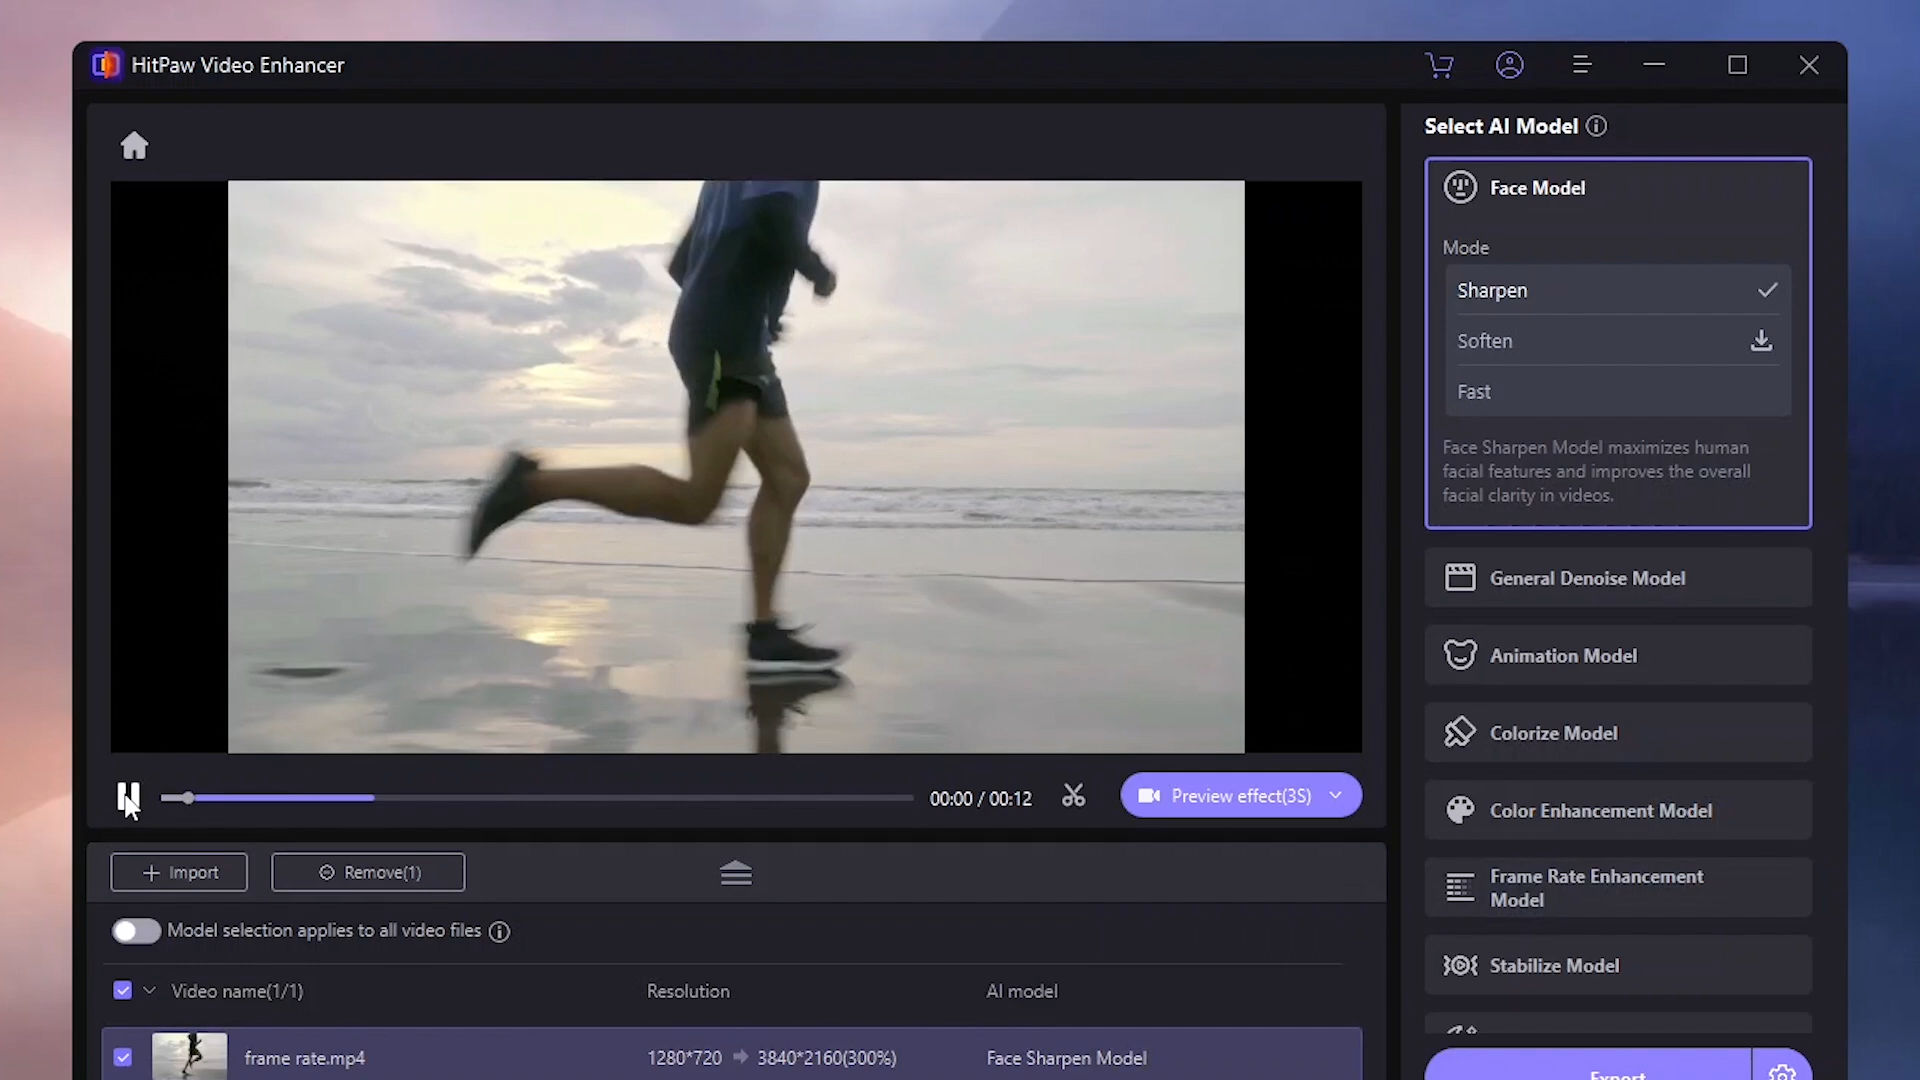 HitPaw Video Enhancer
Select AI Model
Face Model
Mode
Sharpen
Soften
Fast
Face Sharpen Model maximizes human
facial features and improves the overall
facial clarity in videos.
General Denoise Model
Animation Model
Colorize Model
Color Enhancement Model
Frame Rate Enhancement
Model
Stabilize Model
Export
00:00 / 00:12
Preview effect(3S)
Import
Remove(1)
Model selection applies to all video files
Video name(1/1)
Resolution
AI model
frame rate.mp4
1280*720
3840*2160(300%)
Face Sharpen Model